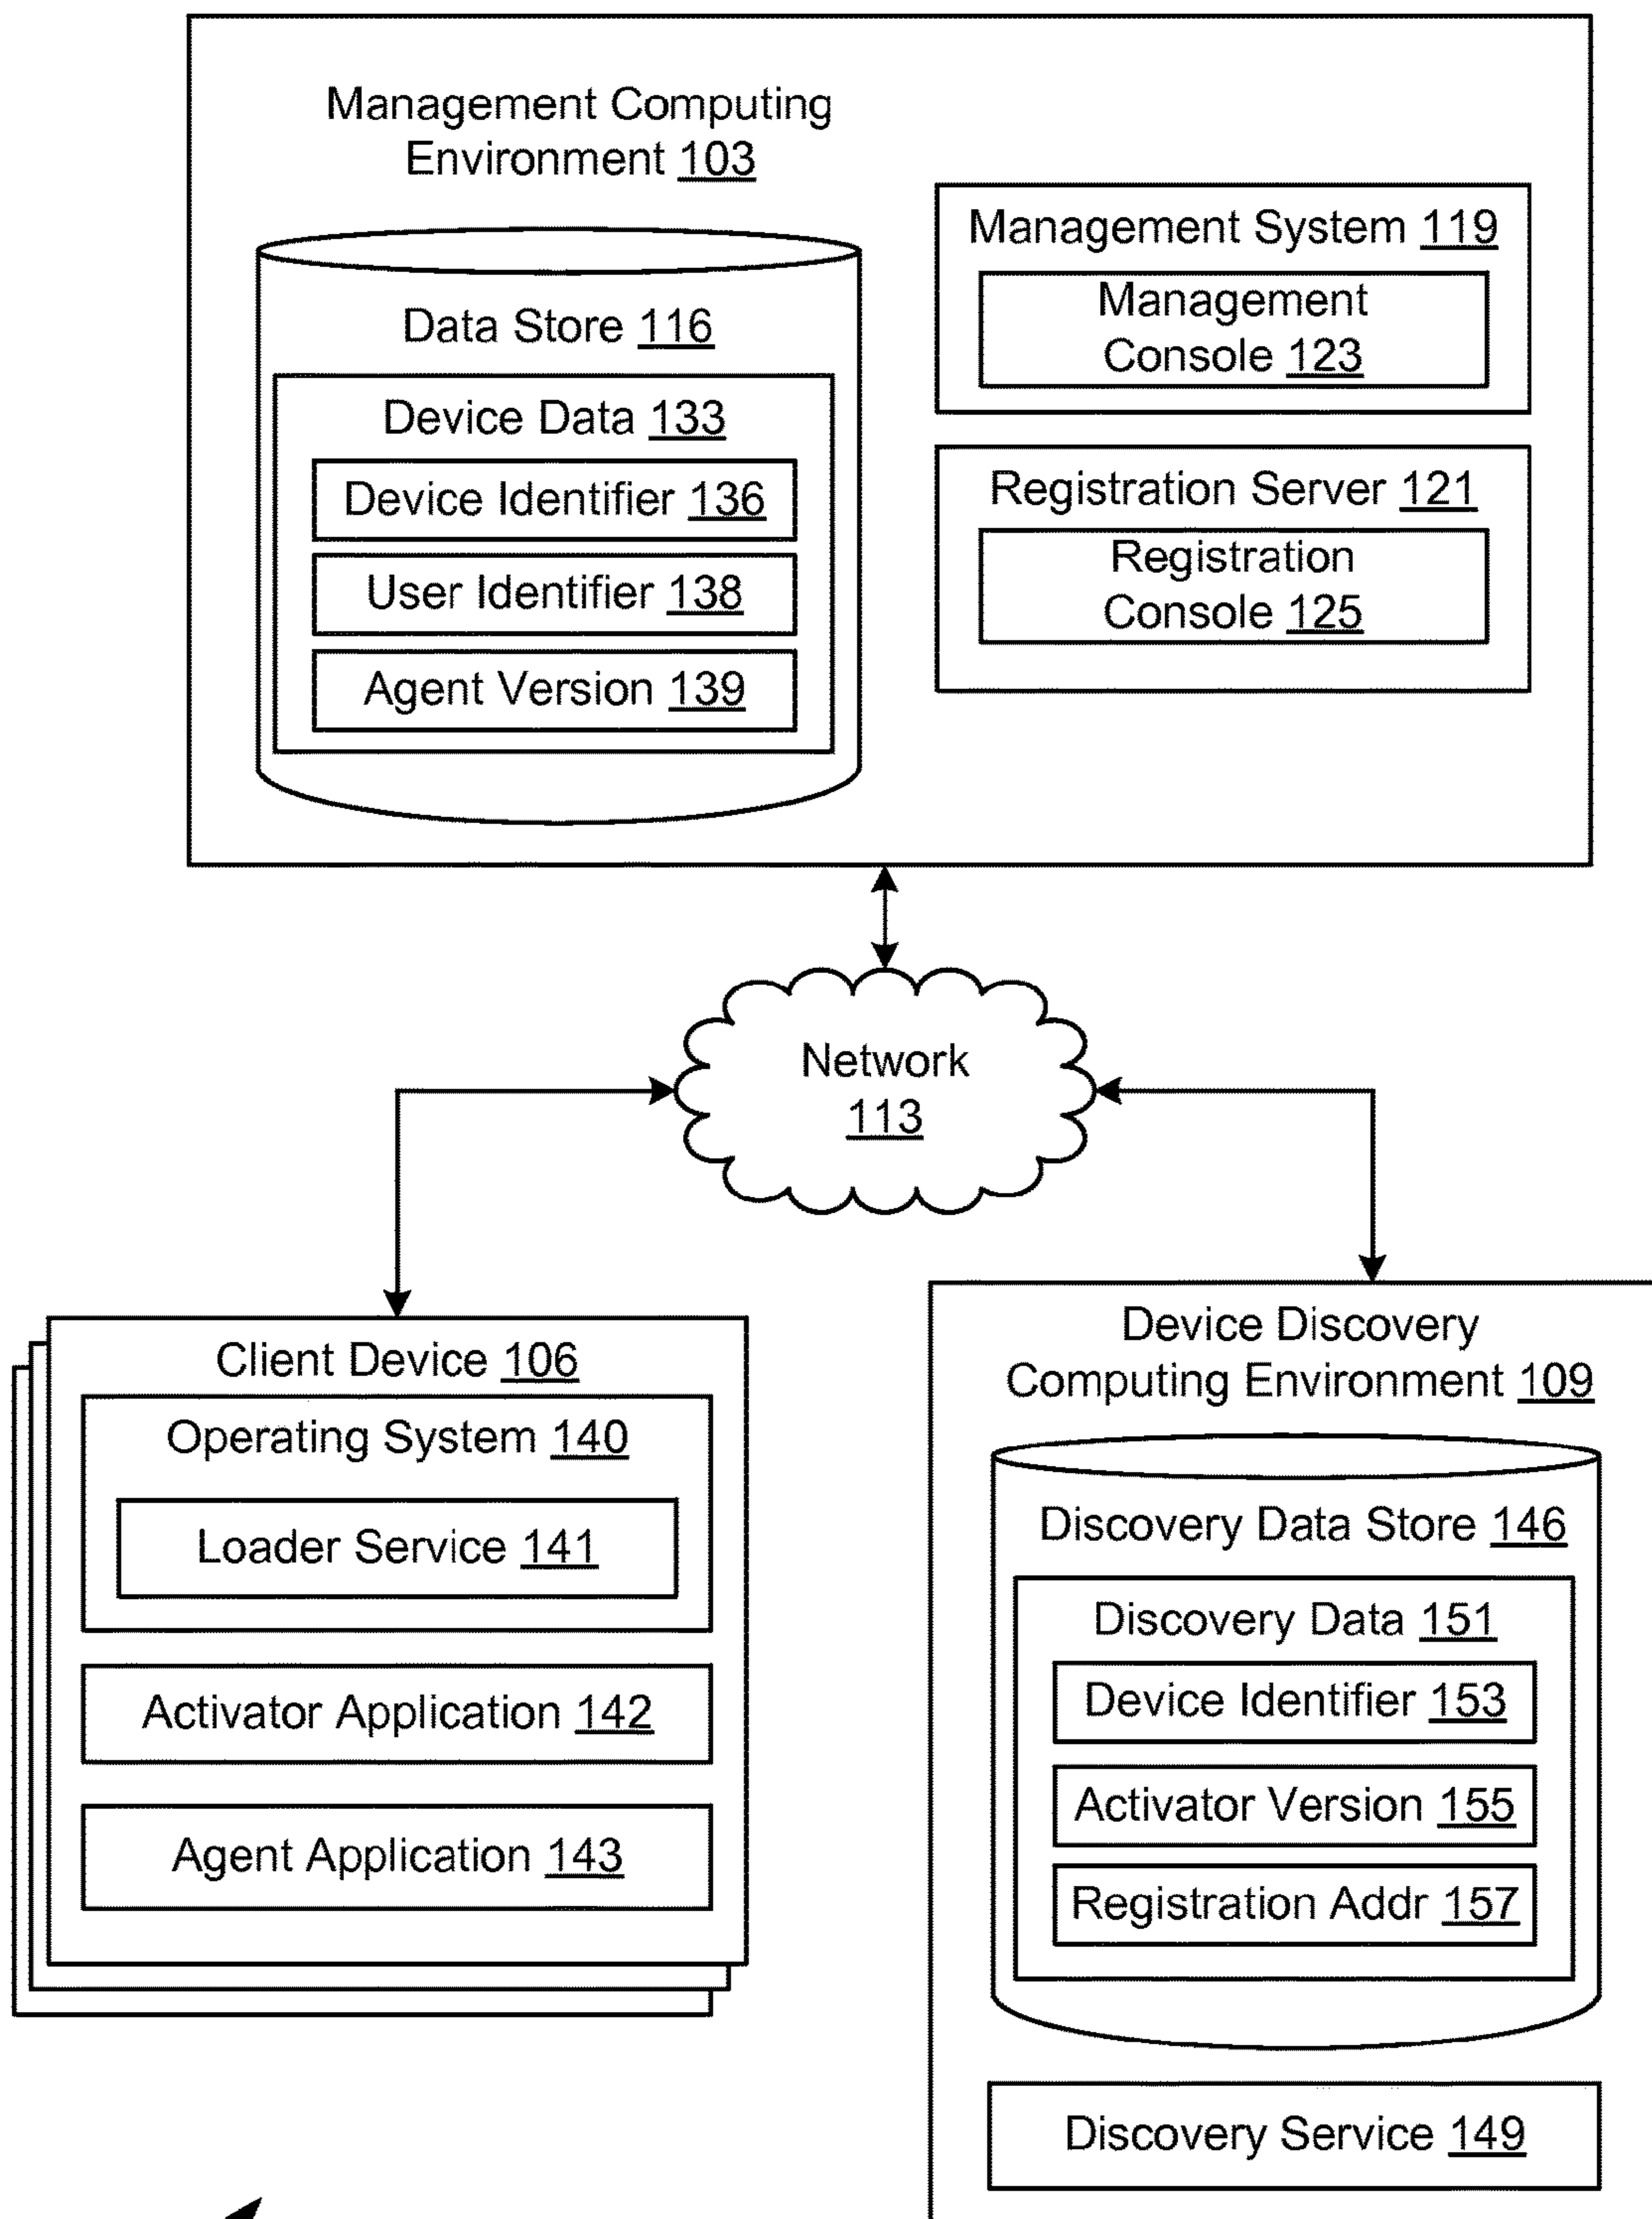 Management Computing
Environment 103
Data Store 116
Device Data 133
Device Identifier 136
User Identifier 138
Agent Version 139
Management System 119
Management
Console 123
Registration Server 121
Registration
Console 125
Network
113
Client Device 106
Operating System 140
Loader Service 141
Activator Application 142
Agent Application 143
Device Discovery
Computing Environment 109
Discovery Data Store 146
Discovery Data 151
Device Identifier 153
Activator Version 155
Registration Addr 157
Discovery Service 149